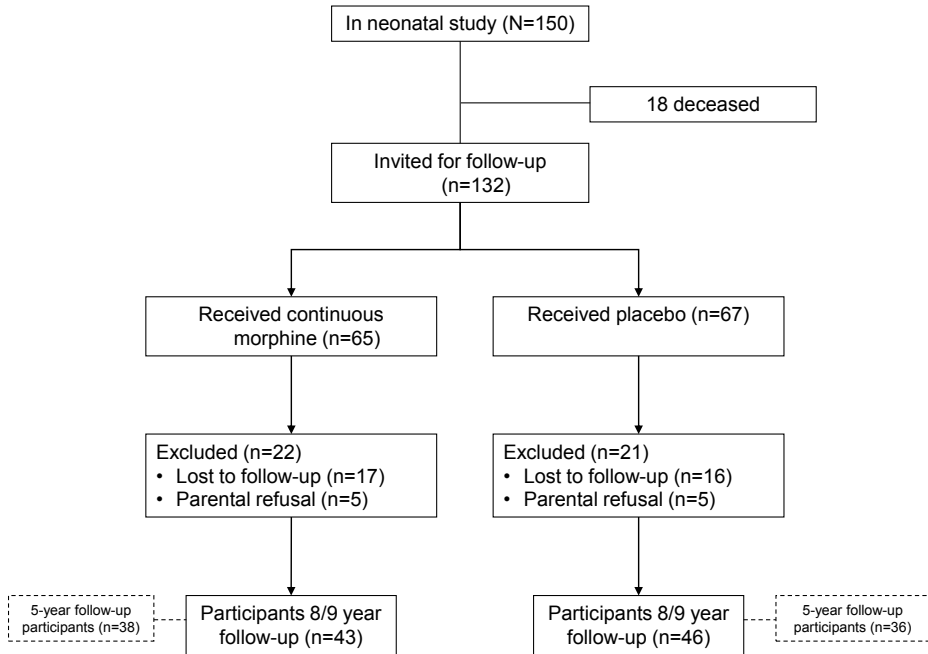 In neonatal study (N=150)
18 deceased
Invited for follow-up
(n=132)
Received continuous
morphine (n=65)
Received placebo (n=67)
Excluded (n=22)
• Lost to follow-up (n=17)
• Parental refusal (n=5)
Excluded (n=21)
• Lost to follow-up (n=16)
• Parental refusal (n=5)
5-year follow-up
participants (n=38)
Participants 8/9 year
follow-up (n=43)
Participants 8/9 year
follow-up (n=46)
5-year follow-up
participants (n=36)